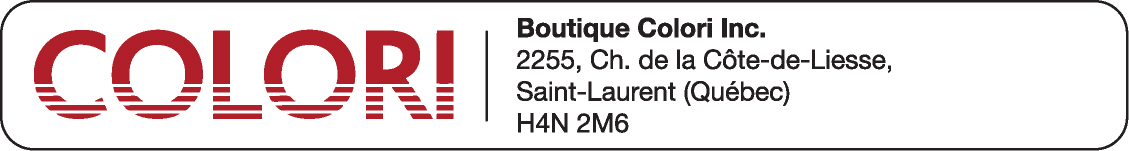 COLORI
Boutique Colori Inc.
2255, Ch. de la Côte-de-Liesse,
Saint-Laurent (Québec)
H4N 2M6